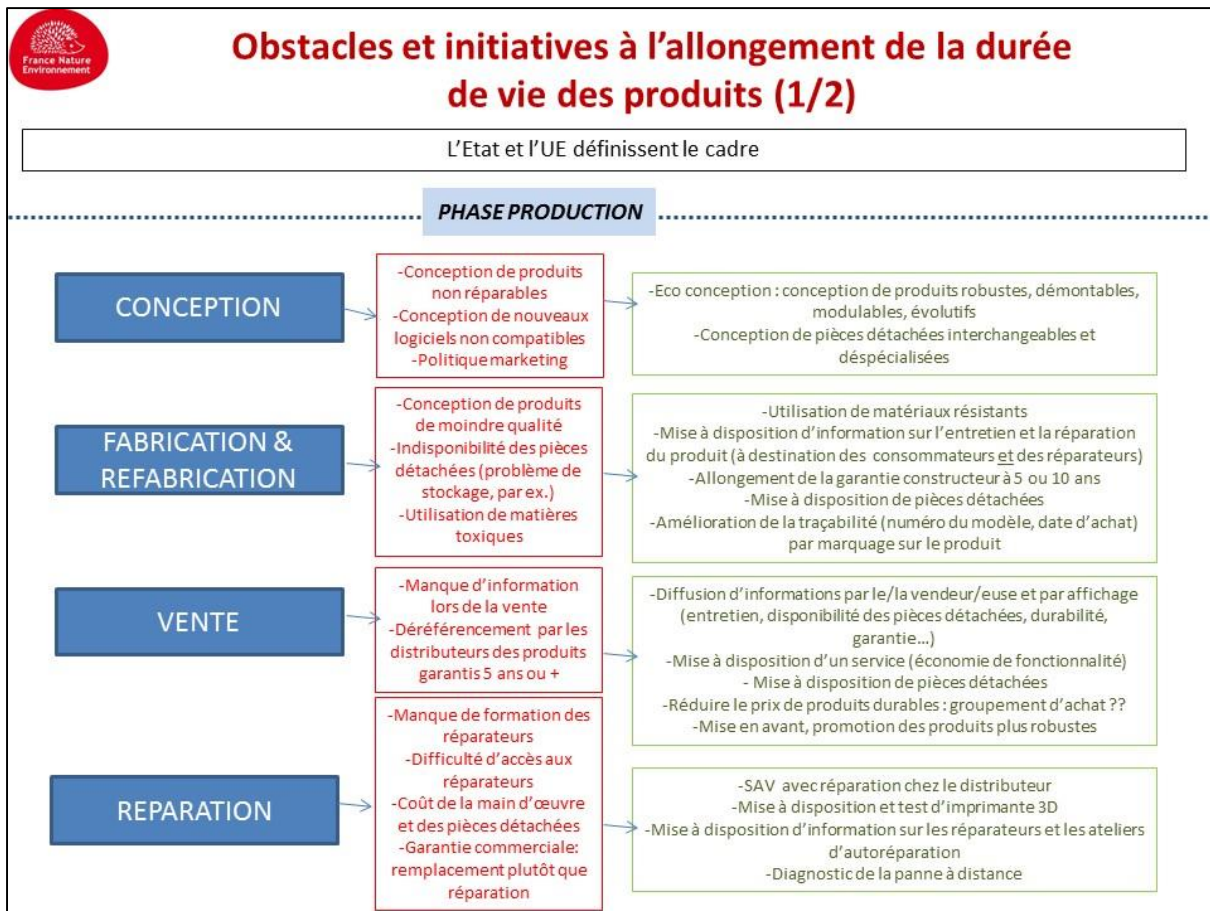 France Nature
Environnement
Obstacles et initiatives à l'allongement de la durée
de vie des produits (1/2)
L'Etat et l'UE définissent le cadre
PHASE PRODUCTION
CONCEPTION
-Conception de produits
non réparables
-Conception de nouveaux
logiciels non compatibles
-Politique marketing
-Eco conception : conception de produits robustes, démontables,
modulables, évolutifs
-Conception de pièces détachées interchangeables et
déspécialisées
FABRICATION &
REFABRICATION
-Conception de produits
de moindre qualité
-Indisponibilité des pièces
détachées (problème de
stockage, par ex.)
-Utilisation de matières
toxiques
-Utilisation de matériaux résistants
-Mise à disposition d'information sur l'entretien et la réparation
du produit (à destination des consommateurs et des réparateurs)
-Allongement de la garantie constructeur à 5 ou 10 ans
-Mise à disposition de pièces détachées
-Amélioration de la traçabilité (numéro du modèle, date d'achat)
par marquage sur le produit
VENTE
-Manque d'information
lors de la vente
-Déréférencement par les
distributeurs des produits
garantis 5 ans ou +
-Diffusion d'informations par le/la vendeur/euse et par affichage
(entretien, disponibilité des pièces détachées, durabilité,
garantie...)
-Mise à disposition d'un service (économie de fonctionnalité)
- Mise à disposition de pièces détachées
-Réduire le prix de produits durables : groupement d'achat ??
-Mise en avant, promotion des produits plus robustes
REPARATION
-Manque de formation des
réparateurs
-Difficulté d'accès aux
réparateurs
-Coût de la main d'œuvre
et des pièces détachées
-Garantie commerciale:
remplacement plutôt que
réparation
-SAV avec réparation chez le distributeur
-Mise à disposition et test d'imprimante 3D
-Mise à disposition d'information sur les réparateurs et les ateliers
d'autoréparation
-Diagnostic de la panne à distance